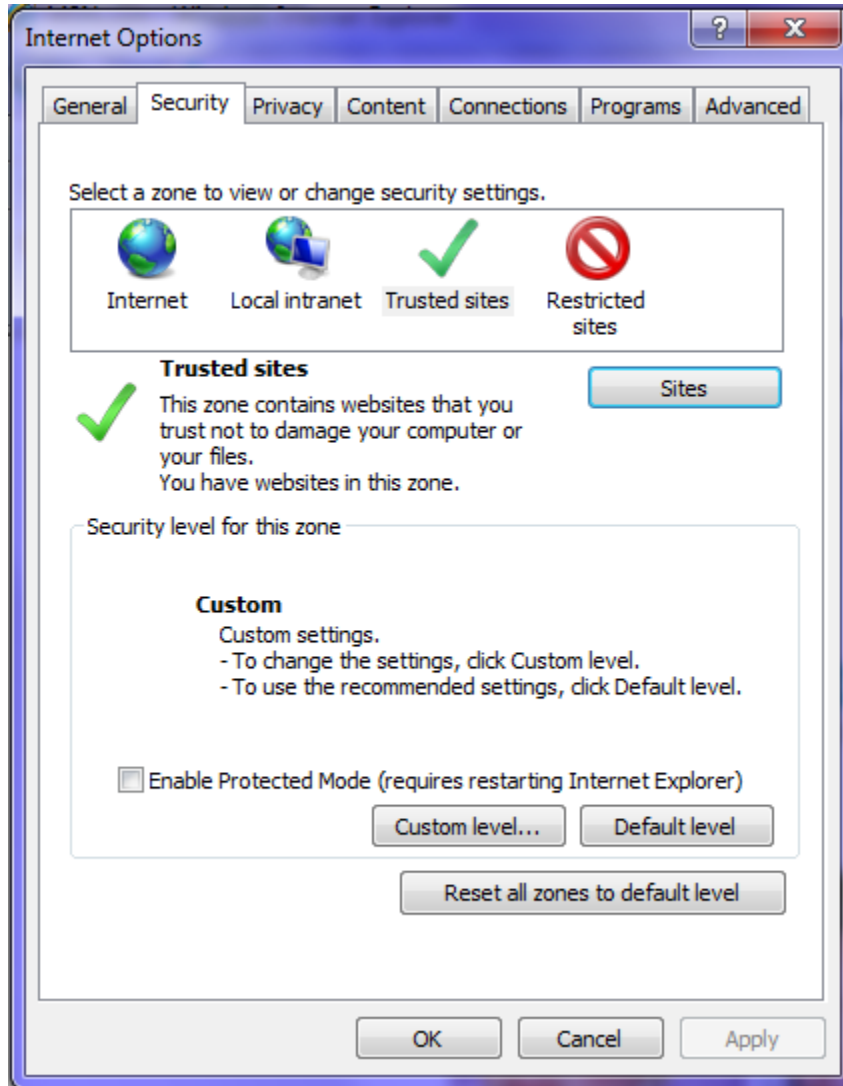 Internet Options
General Security Privacy Content Connections Programs Advanced
Select a zone to view or change security settings.
Internet Local intranet Trusted sites Restricted
sites
Trusted sites
Sites
This zone contains websites that you
trust not to damage your computer or
your files.
You have websites in this zone.
Security level for this zone
Custom
Custom settings.
- To change the settings, click Custom level.
- To use the recommended settings, click Default level.
Enable Protected Mode (requires restarting Internet Explorer)
Custom level... Default level
Reset all zones to default level
OK Cancel Apply